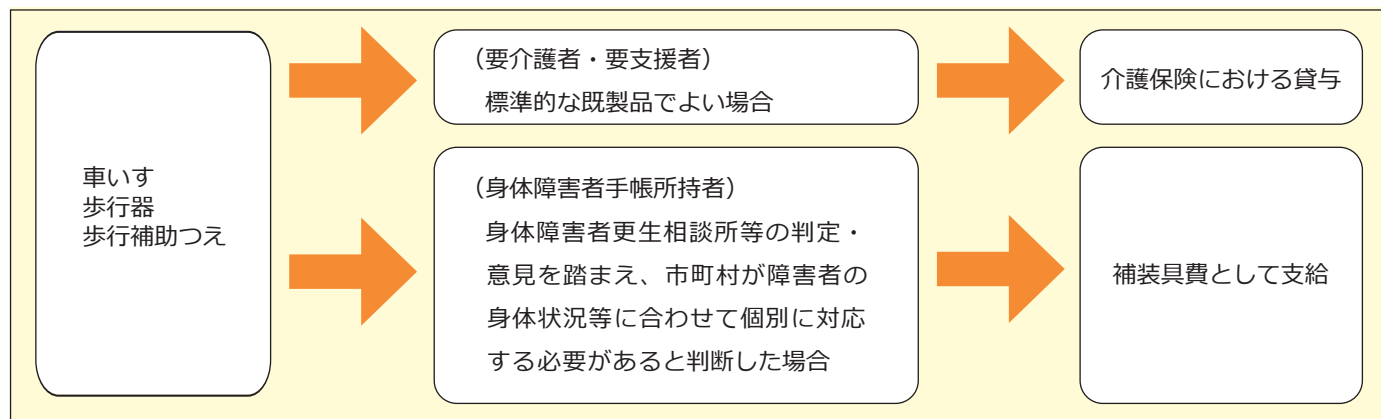 車いす
歩行器
歩行補助つえ
（要介護者・要支援者）
標準的な既製品でよい場合
介護保険における貸与
（身体障害者手帳所持者）
身体障害者更生相談所等の判定・
意見を踏まえ、市町村が障害者の
身体状況等に合わせて個別に対応
する必要があると判断した場合
補装具費として支給